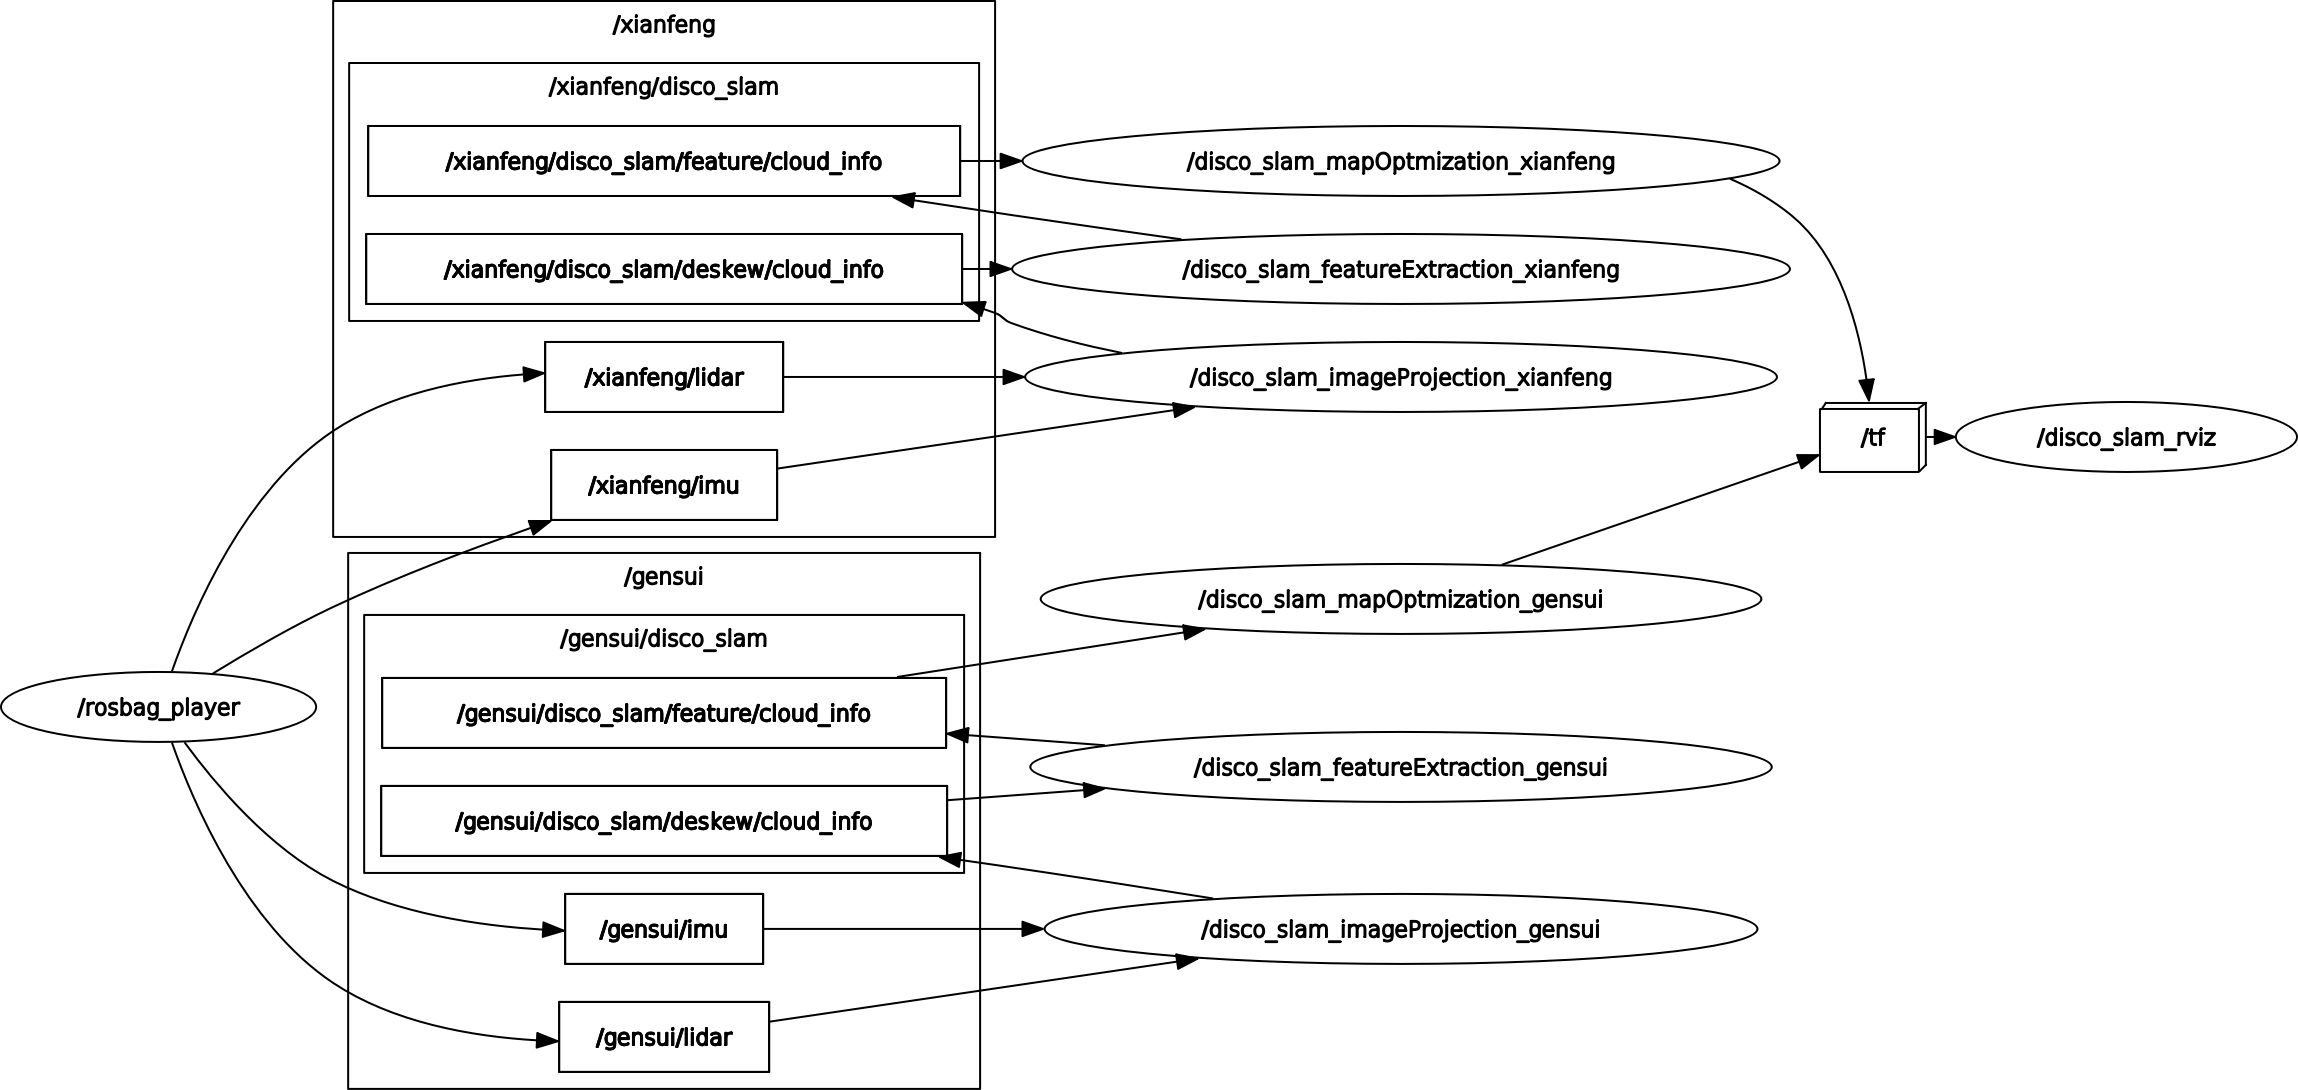 /xianfeng
/xianfeng/disco_slam
/xianfeng/disco_slam/feature/cloud_info
/disco_slam_mapOptmization_xianfeng
/xianfeng/disco_slam/deskew/cloud_info
/disco_slam_featureExtraction_xianfeng
/xianfeng/lidar
/disco_slam_imageProjection_xianfeng
/tf
/disco_slam_rviz
/xianfeng/imu
/gensui
/disco_slam_mapOptmization_gensui
/gensui/disco_slam
/rosbag_player
/gensui/disco_slam/feature/cloud_info
/disco_slam_featureExtraction_gensui
/gensui/disco_slam/deskew/cloud_info
/gensui/imu
/disco_slam_imageProjection_gensui
/gensui/lidar